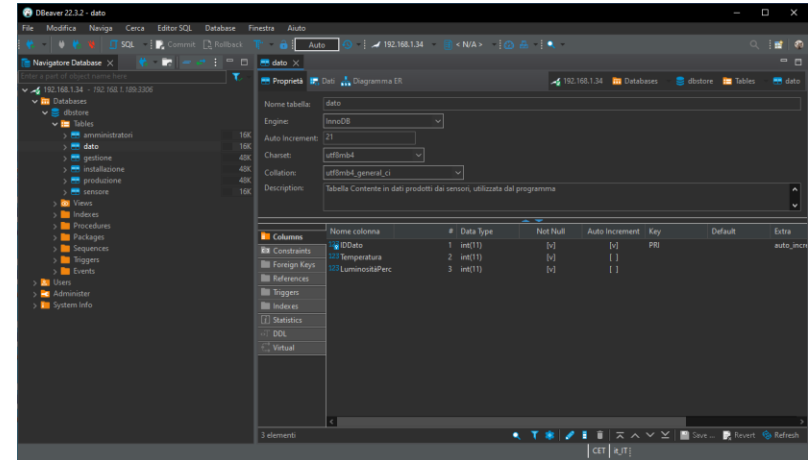 DBeaver 22.3.2 - dato
File Modifica Naviga Cerca Editor SQL Database Finestra Aiuto
SQL Commit Rollback Auto 192.168.1.34 < N/A >
Navigatore Database
Enter a part of object name here
192.168.1.34 - 192.168.1.189:3306
Databases
dbstore
Tables
amministratori 16K
dato 16K
gestione 48K
installazione 48K
produzione 48K
sensore 16K
Views
Indexes
Procedures
Packages
Sequences
Triggers
Events
Users
Administer
System Info
dato
Proprietà Dati Diagramma ER 192.168.1.34 Databases dbstore Tables dato
Nome tabella: dato
Engine: InnoDB
Auto Increment: 21
Charset: utf8mb4
Collation: utf8mb4_general_ci
Description: Tabella Contente in dati prodotti dai sensori, utilizzata dal programma
Columns
Constraints
Foreign Keys
References
Triggers
Indexes
Statistics
DDL
Virtual
Nome colonna # Data Type Not Null Auto Increment Key Default Extra
IDDato 1 int(11) [v] [v] PRI auto_incre
123 Temperatura 2 int(11) [v] [ ]
123 LuminositáPerc 3 int(11) [v] [ ]
3 elementi
Save ... Revert Refresh
CET it_IT